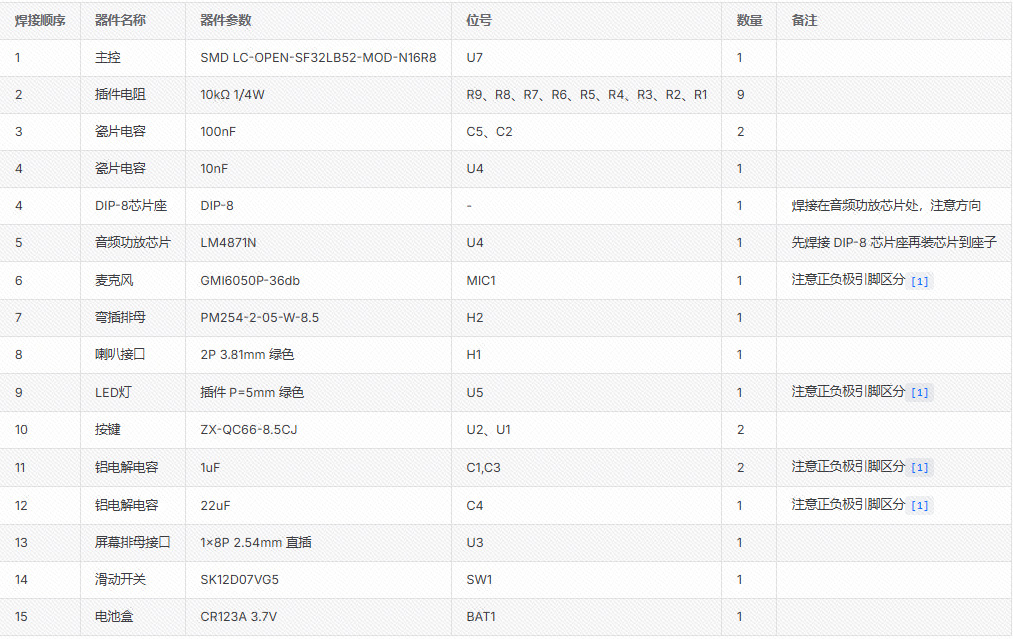 焊接顺序 器件名称 器件参数 位号 数量 备注
1 主控 SMD LC-OPEN-SF32LB52-MOD-N16R8 U7 1
2 插件电阻 10kΩ 1/4W R9、R8、R7、R6、R5、R4、R3、R2、R1 9
3 瓷片电容 100nF C5、C2 2
4 瓷片电容 10nF U4 1
4 DIP-8芯片座 DIP-8 - 1 焊接在音频功放芯片处，注意方向
5 音频功放芯片 LM4871N U4 1 先焊接 DIP-8 芯片座再装芯片到座子
6 麦克风 GMI6050P-36db MIC1 1 注意正负极引脚区分 [1]
7 弯插排母 PM254-2-05-W-8.5 H2 1
8 喇叭接口 2P 3.81mm 绿色 H1 1
9 LED灯 插件 P=5mm 绿色 U5 1 注意正负极引脚区分 [1]
10 按键 ZX-QC66-8.5CJ U2、U1 2
11 铝电解电容 1uF C1,C3 2 注意正负极引脚区分 [1]
12 铝电解电容 22uF C4 1 注意正负极引脚区分 [1]
13 屏幕排母接口 1×8P 2.54mm 直插 U3 1
14 滑动开关 SK12D07VG5 SW1 1
15 电池盒 CR123A 3.7V BAT1 1